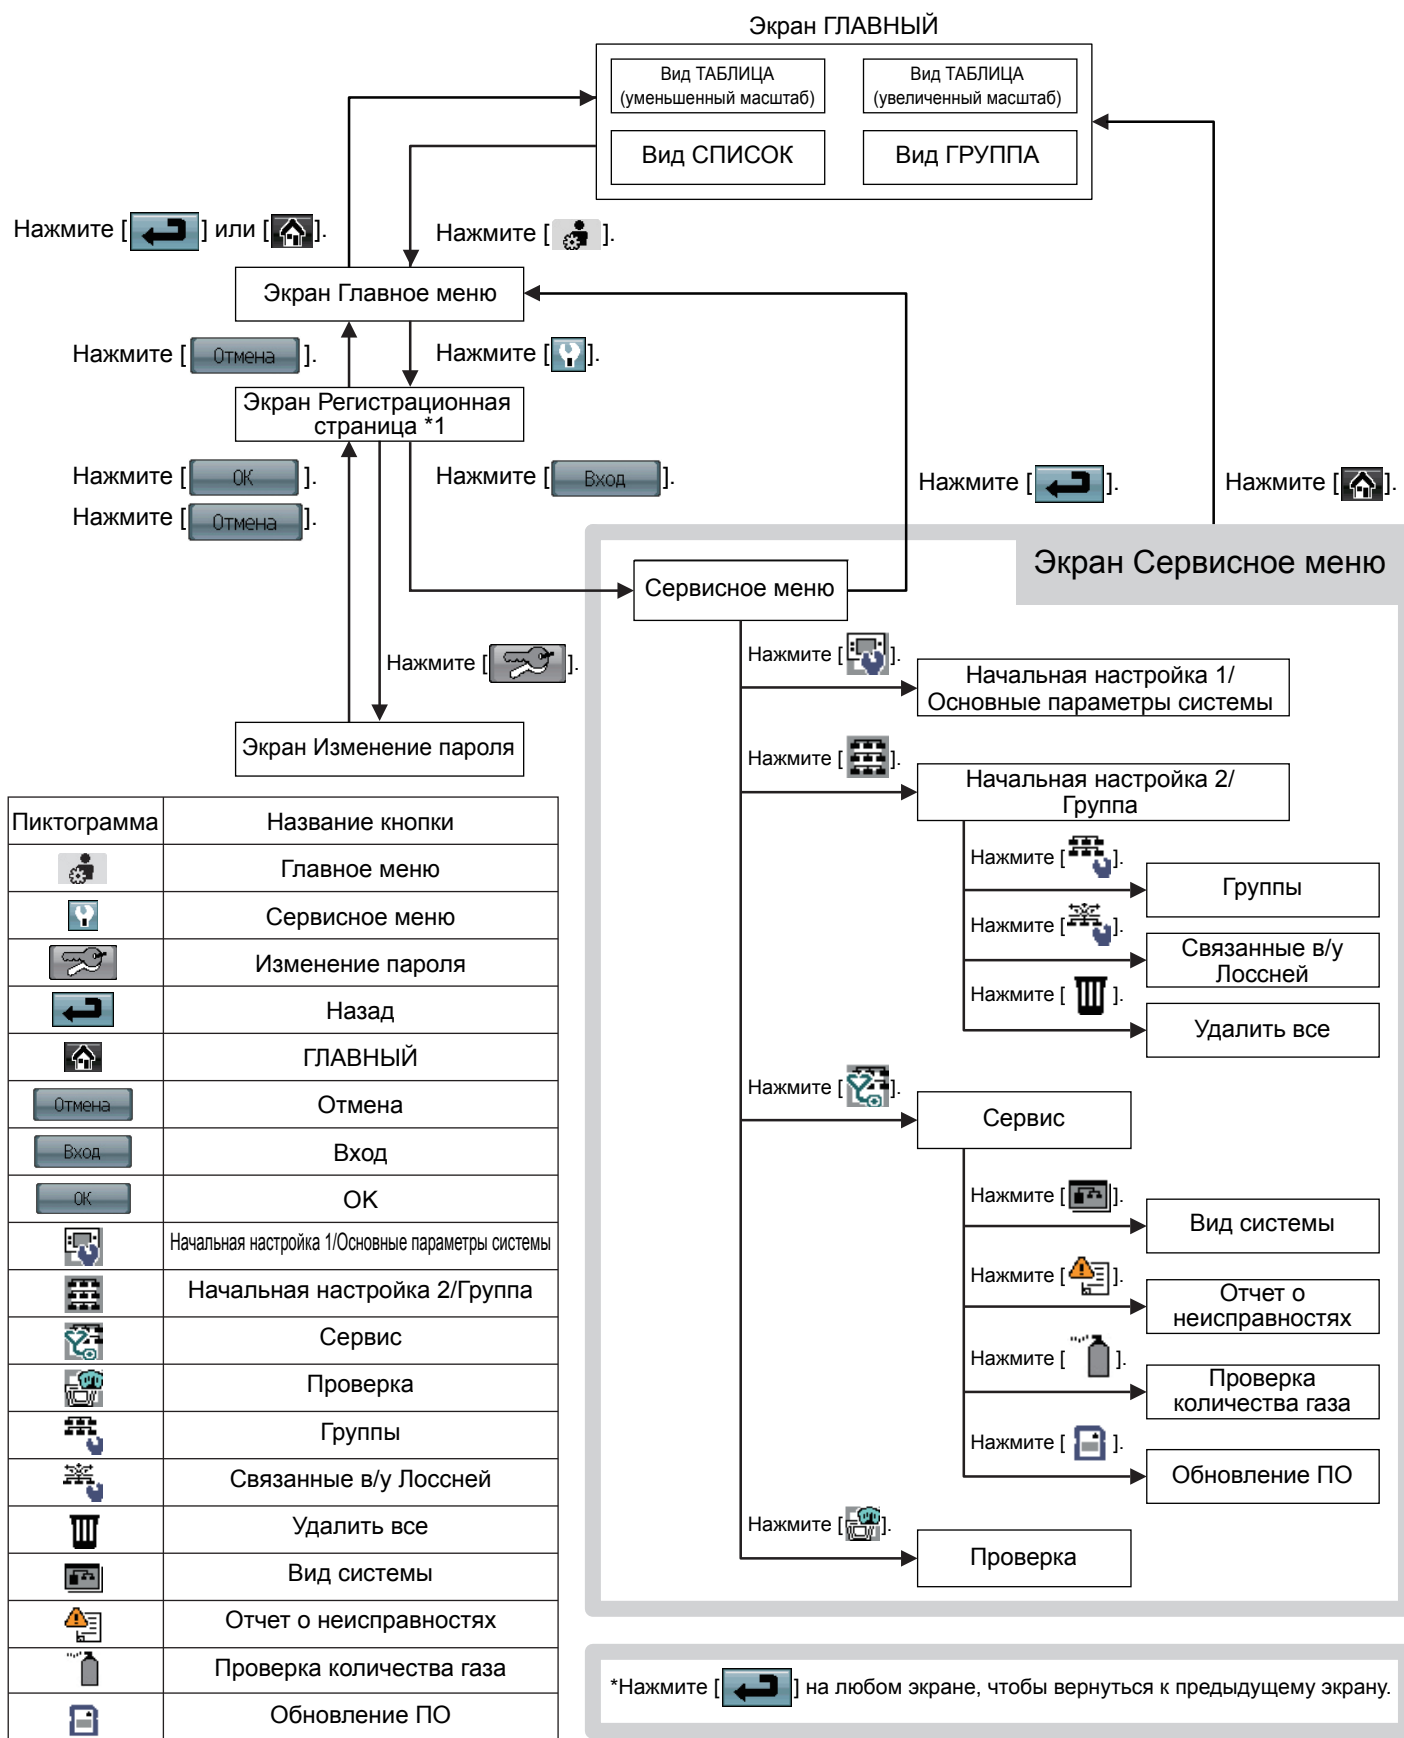 Экран ГЛАВНЫЙ
Вид ТАБЛИЦА
(уменьшенный масштаб)
Вид ТАБЛИЦА
(увеличенный масштаб)
Вид СПИСОК
Вид ГРУППА
Нажмите [ ] или [ ].
Нажмите [ ].
Экран Главное меню
Нажмите [ Отмена ].
Нажмите [ ].
Экран Регистрационная
страница *1
Нажмите [ OK ].
Нажмите [ Отмена ].
Нажмите [ Вход ].
Нажмите [ ].
Нажмите [ ].
Нажмите [ ].
Экран Изменение пароля
Экран Сервисное меню
Сервисное меню
Нажмите [ ].
Начальная настройка 1/
Основные параметры системы
Нажмите [ ].
Начальная настройка 2/
Группа
Нажмите [ ].
Группы
Нажмите [ ].
Связанные в/у
Лоссней
Нажмите [ ].
Удалить все
Нажмите [ ].
Сервис
Нажмите [ ].
Вид системы
Нажмите [ ].
Отчет о
неисправностях
Нажмите [ ].
Проверка
количества газа
Нажмите [ ].
Обновление ПО
Нажмите [ ].
Проверка
*Нажмите [ ] на любом экране, чтобы вернуться к предыдущему экрану.
Пиктограмма Название кнопки
Главное меню
Сервисное меню
Изменение пароля
Назад
ГЛАВНЫЙ
Отмена Отмена
Вход Вход
OK OK
Начальная настройка 1/Основные параметры системы
Начальная настройка 2/Группа
Сервис
Проверка
Группы
Связанные в/у Лоссней
Удалить все
Вид системы
Отчет о неисправностях
Проверка количества газа
Обновление ПО